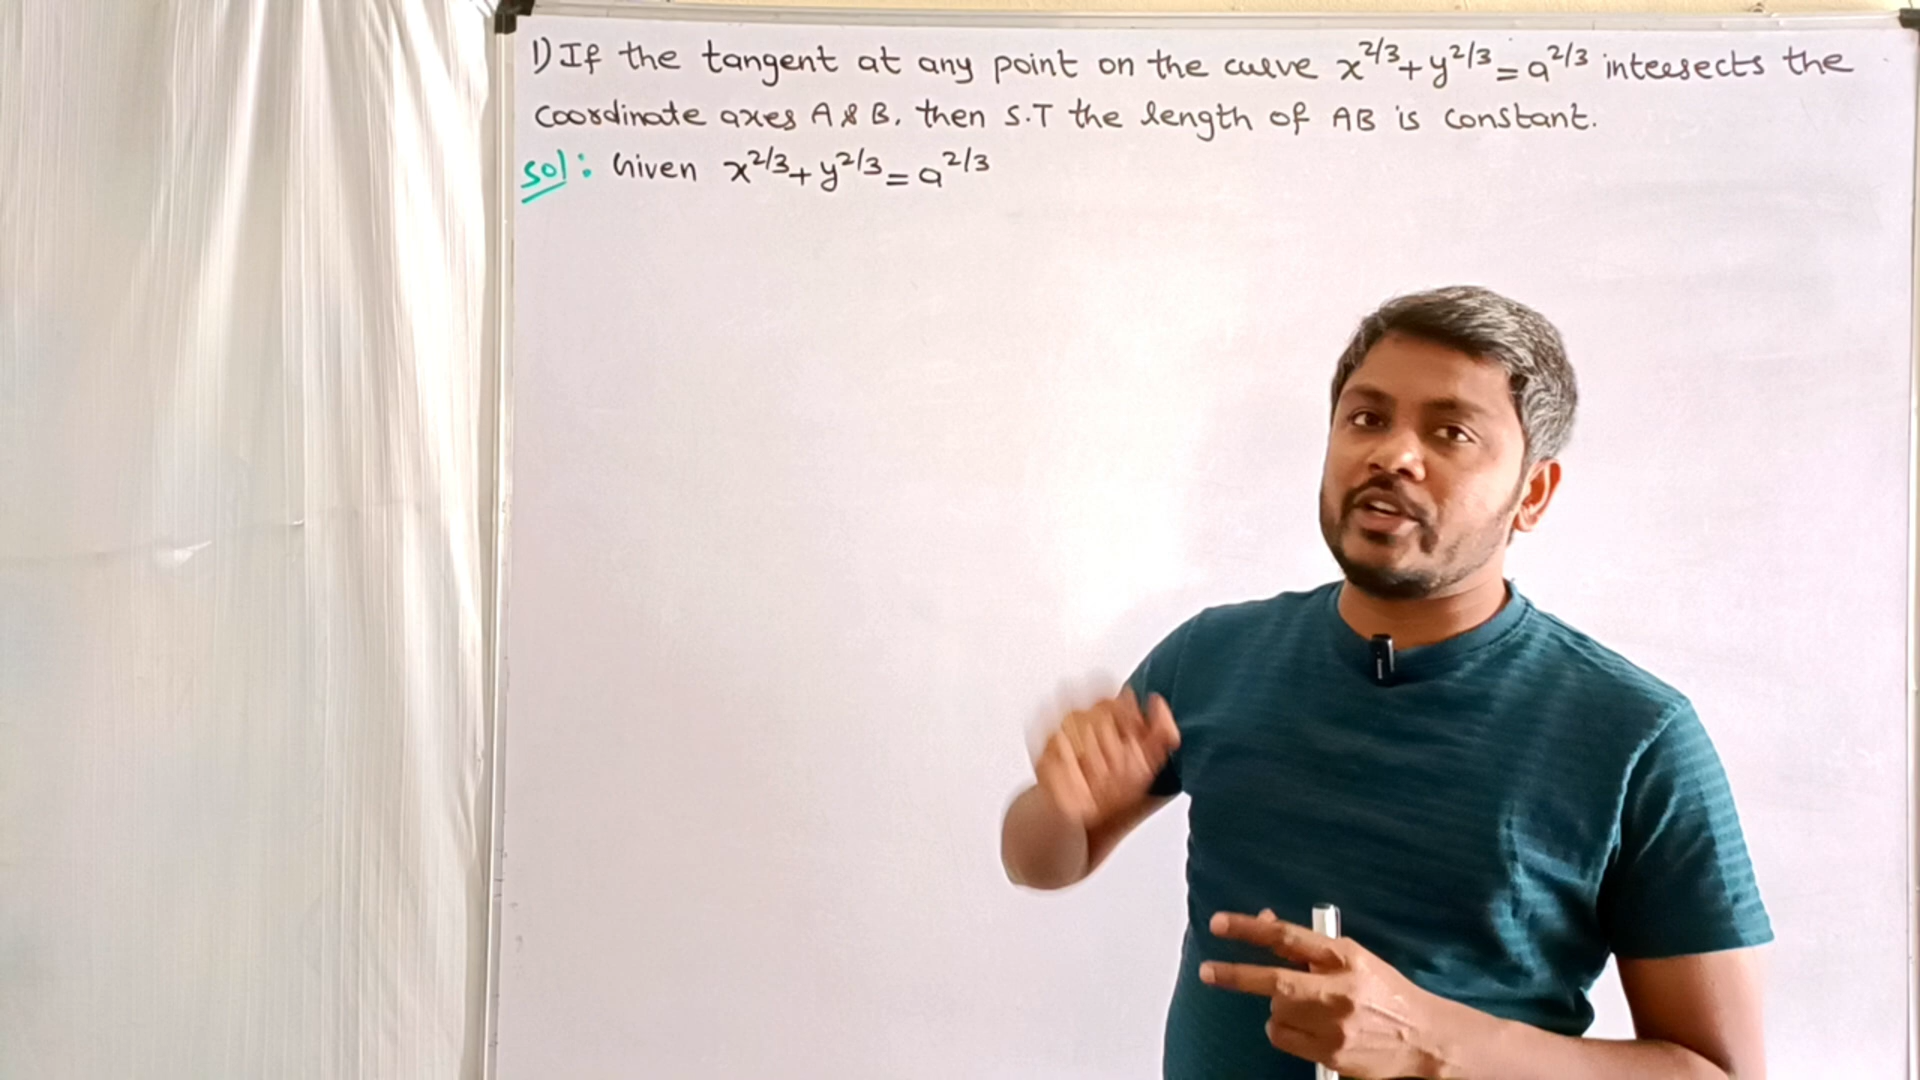 1) If the tangent at any point on the curve x^{2/3} + y^{2/3} = a^{2/3} intersects the
coordinate axes A & B, then S.T the length of AB is constant.
Sol: Given x^{2/3} + y^{2/3} = a^{2/3}